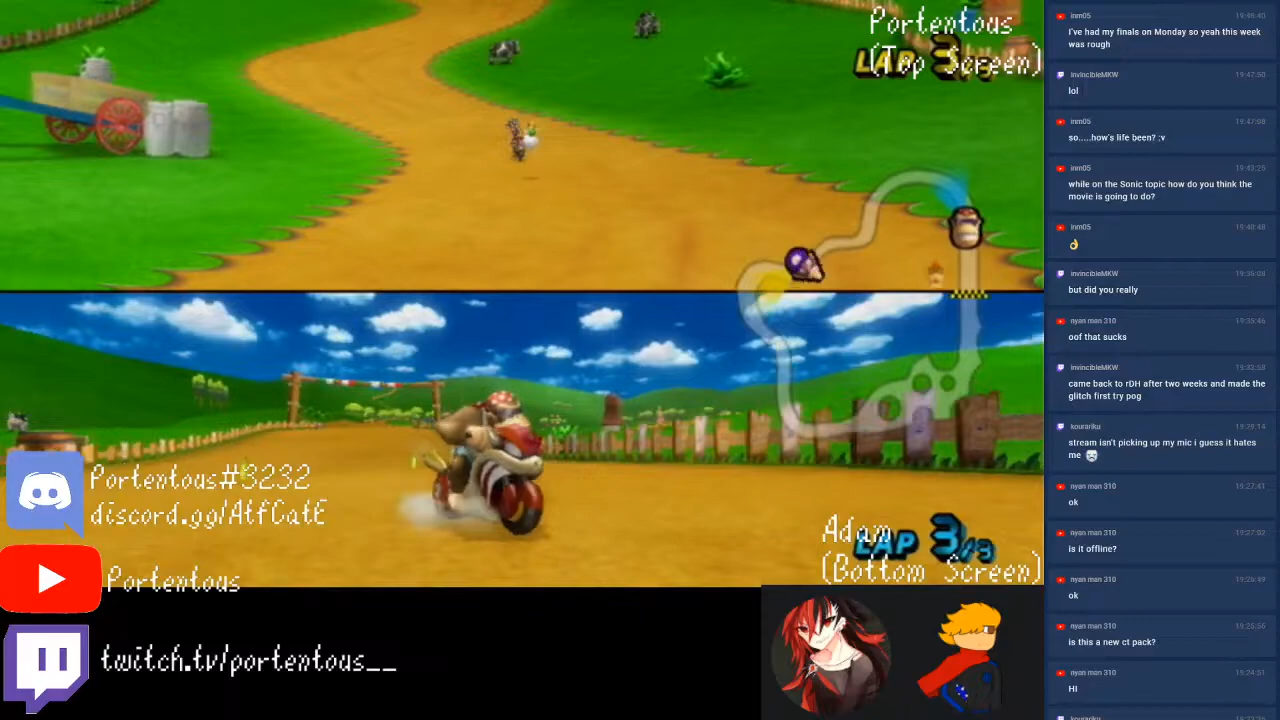 Portentous
(Top Screen)
LAP 3/3
Portentous#3232
discord.gg/AtfCatE
Portentous
twitch.tv/portentous__
Adam
(Bottom Screen)
LAP 3/3
inm05 19:48:40
I've had my finals on Monday so yeah this week
was rough
invincibleMKW 19:47:50
lol
inm05 19:47:08
so.....how's life been? :v
inm05 19:43:25
while on the Sonic topic how do you think the
movie is going to do?
inm05 19:40:48
👌
invincibleMKW 19:35:08
but did you really
nyan man 310 19:35:46
oof that sucks
invincibleMKW 19:33:58
came back to rDH after two weeks and made the
glitch first try pog
kourariku 19:29:14
stream isn't picking up my mic i guess it hates
me 😭
nyan man 310 19:27:41
ok
nyan man 310 19:27:02
is it offline?
nyan man 310 19:26:49
ok
nyan man 310 19:25:56
is this a new ct pack?
nyan man 310 19:24:51
HI
kourariku